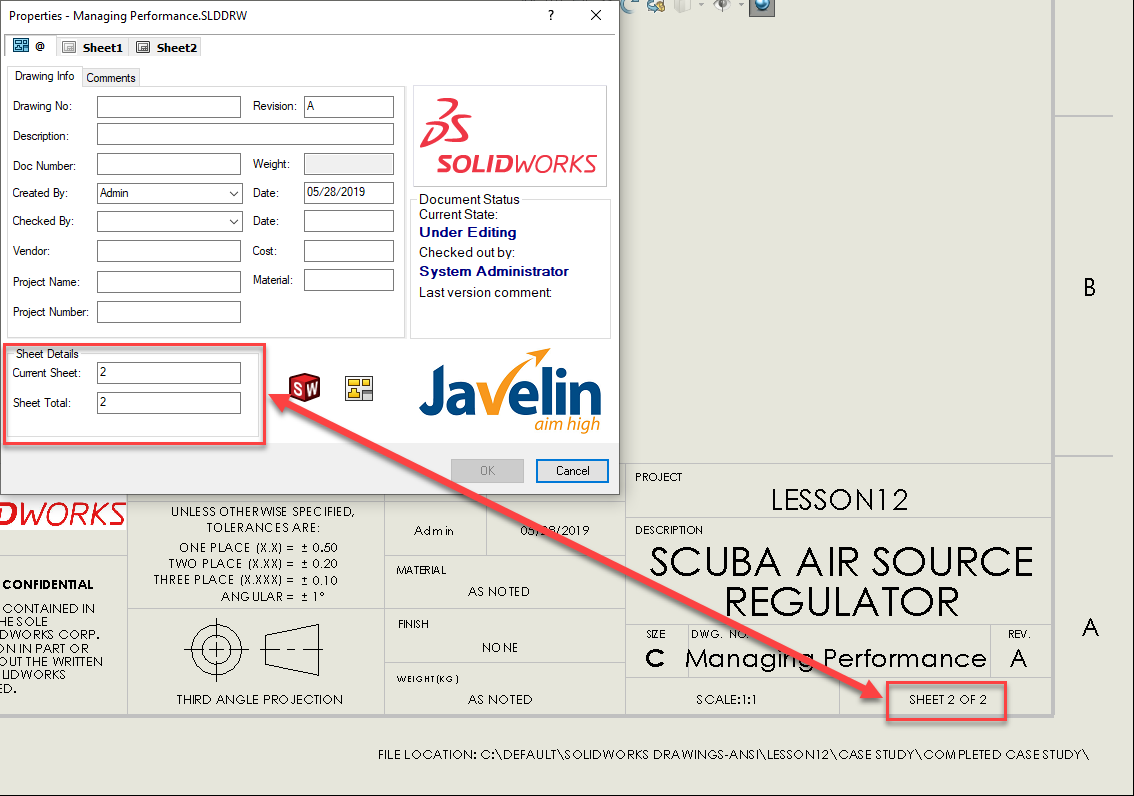 Properties - Managing Performance.SLDDRW
?
@
Sheet1
Sheet2
Drawing Info
Comments
Drawing No:
Revision:
A
Description:
Doc Number:
Weight:
Created By:
Admin
Date:
05/28/2019
Checked By:
Date:
Vendor:
Cost:
Project Name:
Material:
Project Number:
Sheet Details
Current Sheet:
2
Sheet Total:
2
SW
3DS
SOLIDWORKS
Document Status
Current State:
Under Editing
Checked out by:
System Administrator
Last version comment:
Javelin
aim high
OK
Cancel
B
A
DWORKS
CONFIDENTIAL
CONTAINED IN
HE SOLE
DWORKS CORP.
ON IN PART OR
OUT THE WRITTEN
LIDWORKS
ED.
UNLESS OTHERWISE SPECIFIED,
TOLERANCES ARE:
ONE PLACE (X.X) = ± 0.50
TWO PLACE (X.XX) = ± 0.20
THREE PLACE (X.XXX) = ± 0.10
ANGULAR = ± 1°
THIRD ANGLE PROJECTION
Admin
05/28/2019
MATERIAL
AS NOTED
FINISH
NONE
WEIGHT(KG)
AS NOTED
PROJECT
LESSON12
DESCRIPTION
SCUBA AIR SOURCE
REGULATOR
SIZE
C
DWG. NO.
Managing Performance
REV.
A
SCALE:1:1
SHEET 2 OF 2
FILE LOCATION: C:\DEFAULT\SOLIDWORKS DRAWINGS-ANSI\LESSON12\CASE STUDY\COMPLETED CASE STUDY\